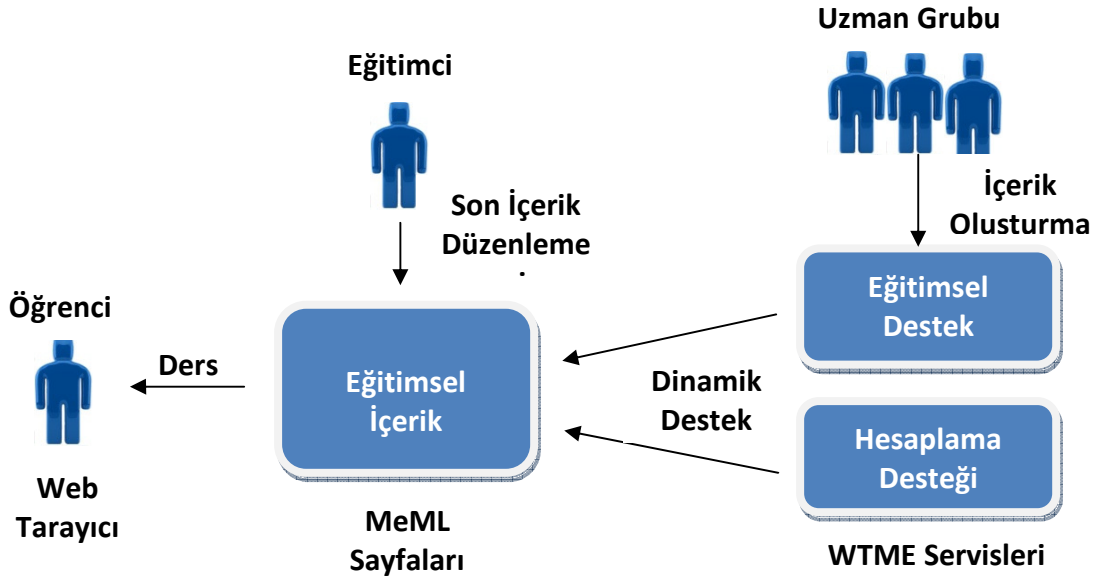 Uzman Grubu
Eğitimci
Son İçerik
Düzenleme
İçerik
Olusturma
Öğrenci
Ders
Eğitimsel
İçerik
Dinamik
Destek
Eğitimsel
Destek
Hesaplama
Desteği
Web
Tarayıcı
MeML
Sayfaları
WTME Servisleri